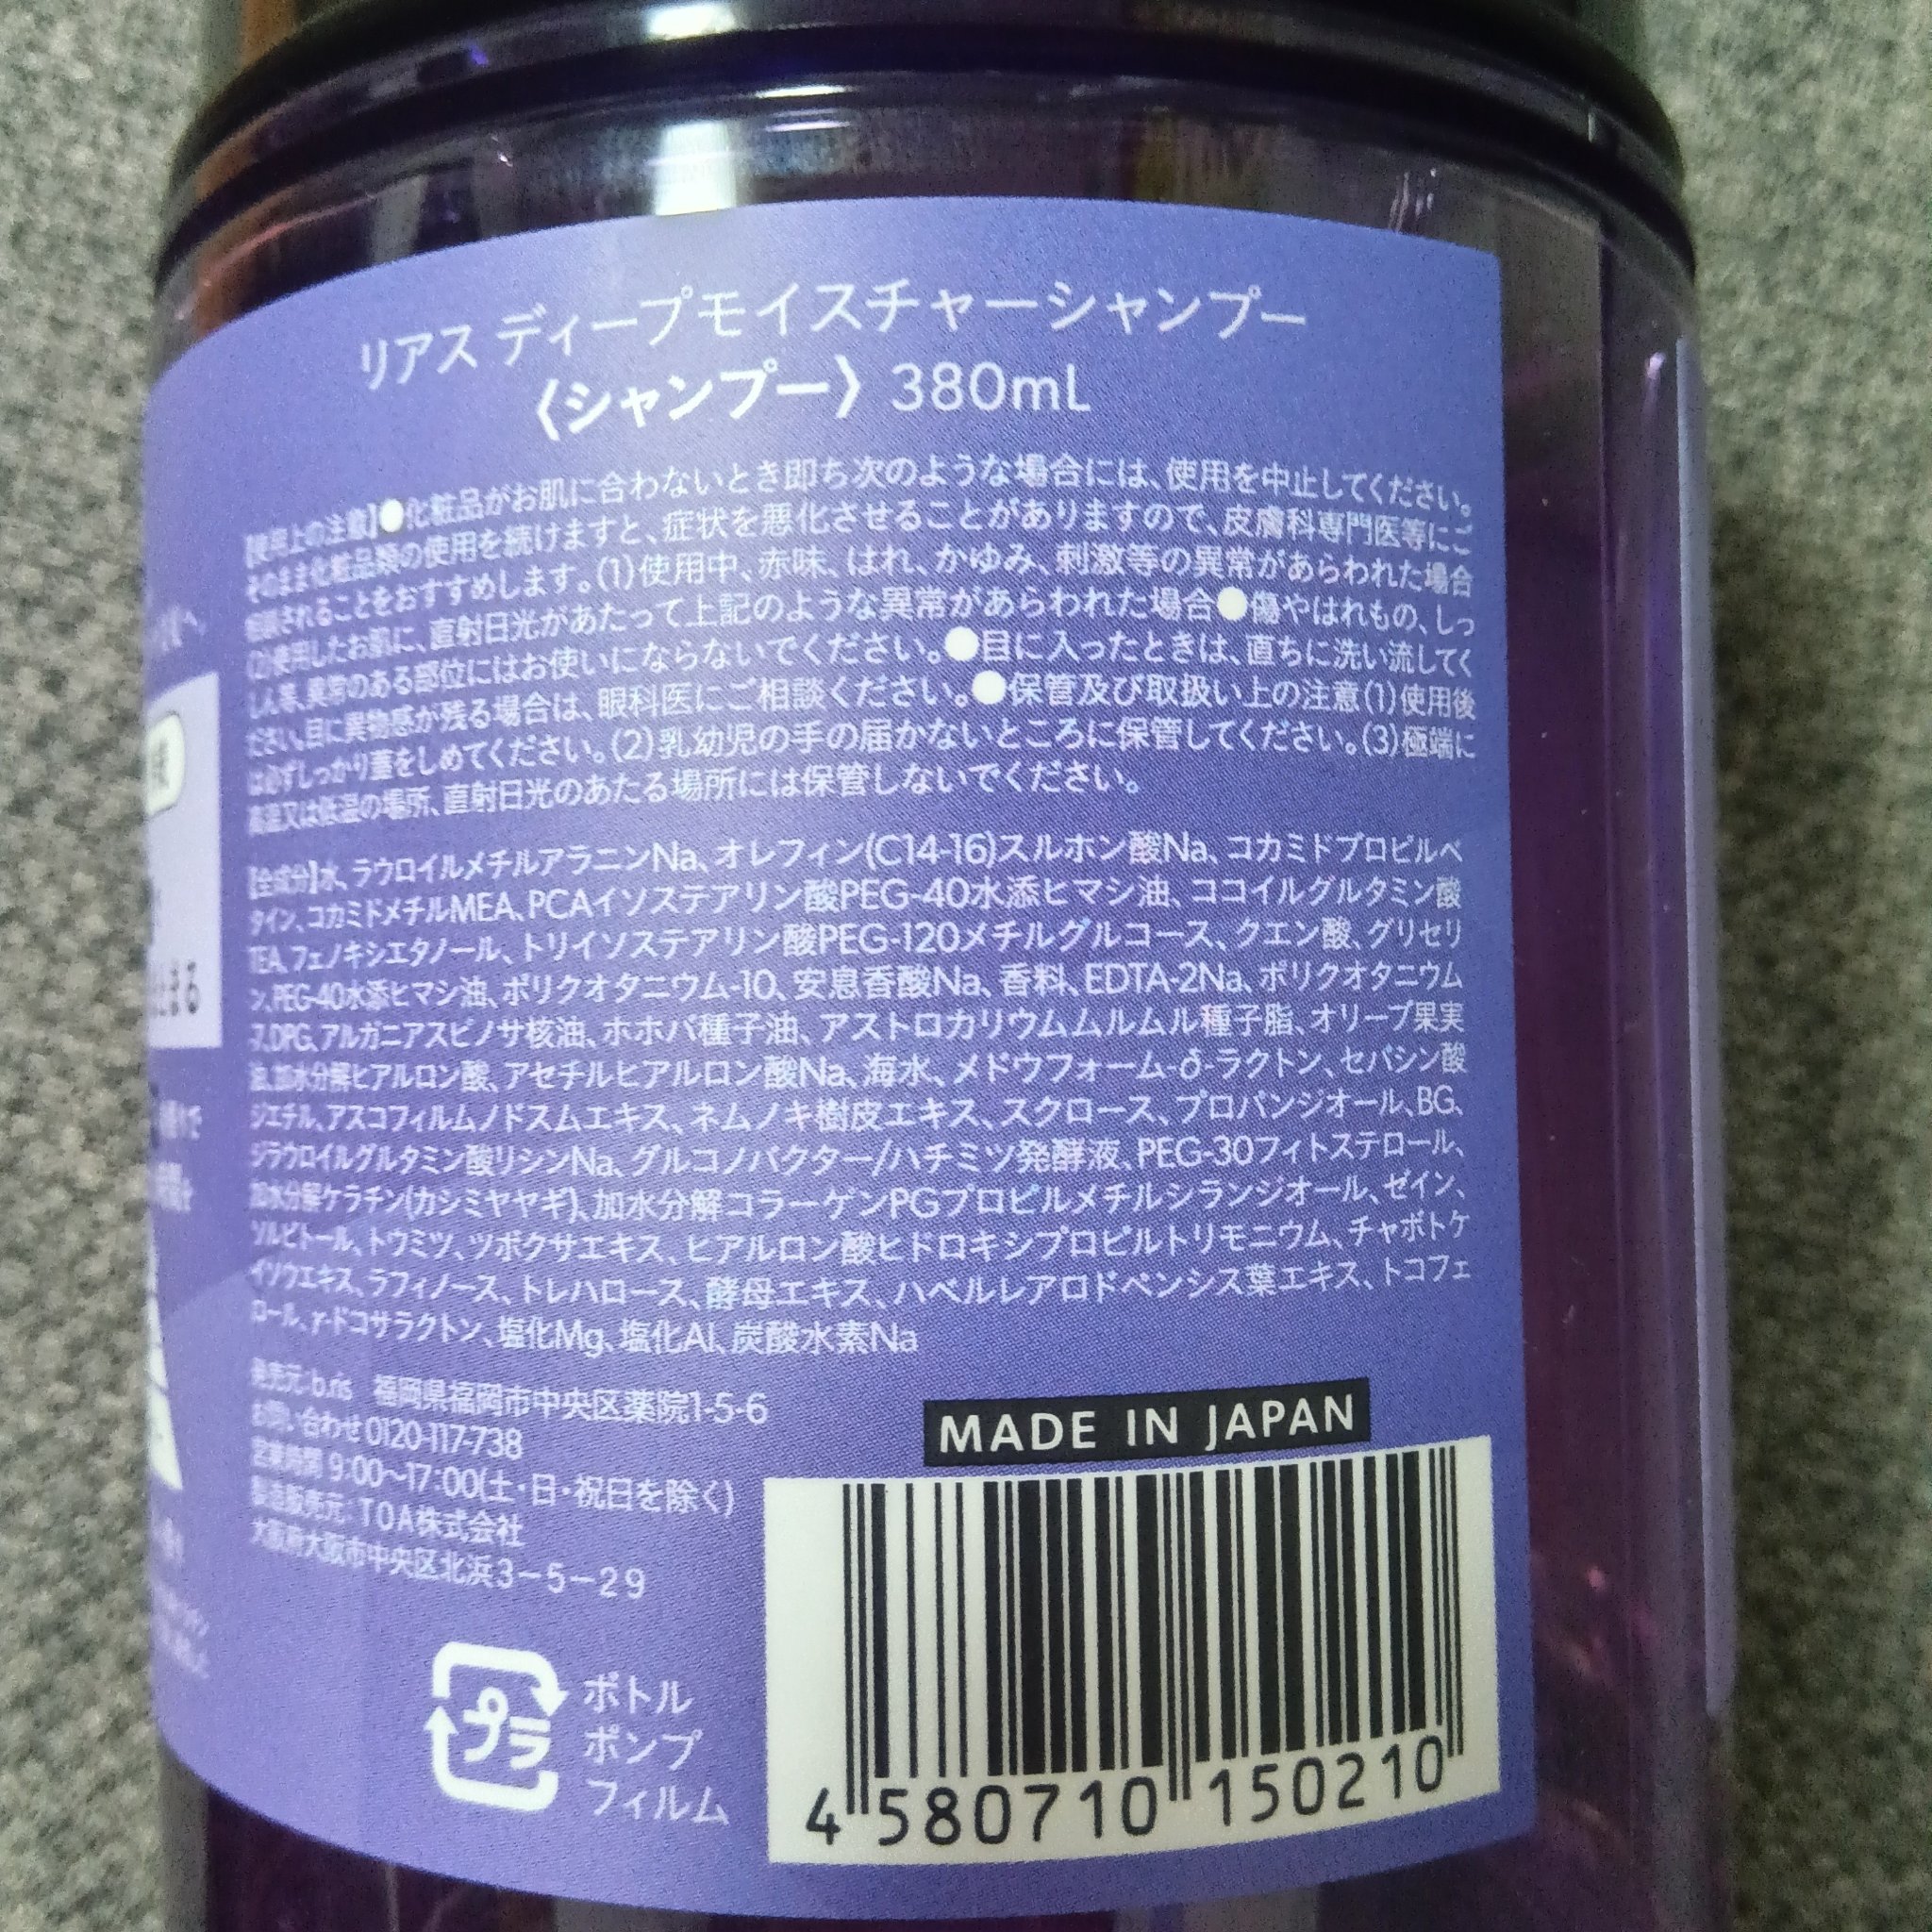 リアス ディープモイスチャーシャンプー
〈シャンプー〉 380mL
【使用上の注意】●化粧品がお肌に合わないとき即ち次のような場合には、使用を中止してください。
そのまま化粧品類の使用を続けますと、症状を悪化させることがありますので、皮膚科専門医等にご
相談されることをおすすめします。(1)使用中、赤味、はれ、かゆみ、刺激等の異常があらわれた場合
(2)使用したお肌に、直射日光があたって上記のような異常があらわれた場合●傷やはれもの、しっ
しん等、異常のある部位にはお使いにならないでください。●目に入ったときは、直ちに洗い流してく
ださい。目に異物感が残る場合は、眼科医にご相談ください。●保管及び取扱い上の注意(1)使用後
は必ずしっかり蓋をしめてください。(2)乳幼児の手の届かないところに保管してください。(3)極端に
高温又は低温の場所、直射日光のあたる場所には保管しないでください。
【全成分】水、ラウロイルメチルアラニンNa、オレフィン(C14-16)スルホン酸Na、コカミドプロピルベ
タイン、コカミドメチルMEA、PCAイソステアリン酸PEG-40水添ヒマシ油、ココイルグルタミン酸
TEA、フェノキシエタノール、トリイソステアリン酸PEG-120メチルグルコース、クエン酸、グリセリ
ン、PEG-40水添ヒマシ油、ポリクオタニウム-10、安息香酸Na、香料、EDTA-2Na、ポリクオタニウム
-7、DPG、アルガニアスピノサ核油、ホホバ種子油、アストロカリウムムルムル種子脂、オリーブ果実
油、加水分解ヒアルロン酸、アセチルヒアルロン酸Na、海水、メドウフォーム-δ-ラクトン、セバシン酸
ジエチル、アスコフィルムノドスムエキス、ネムノキ樹皮エキス、スクロース、プロパンジオール、BG、
ジラウロイルグルタミン酸リシンNa、グルコノバクター/ハチミツ発酵液、PEG-30フィトステロール、
加水分解ケラチン(カシミヤヤギ)、加水分解コラーゲンPGプロピルメチルシランジオール、ゼイン、
ソルビトール、トウミツ、ツボクサエキス、ヒアルロン酸ヒドロキシプロピルトリモニウム、チャボトケ
イソウエキス、ラフィノース、トレハロース、酵母エキス、ハベルレアロドペンシス葉エキス、トコフェ
ロール、γ-ドコサラクトン、塩化Mg、塩化Al、炭酸水素Na
発売元:b.ris 福岡県福岡市中央区薬院1-5-6
お問い合わせ 0120-117-738
営業時間 9:00～17:00(土・日・祝日を除く)
製造販売元:TOA株式会社
大阪府大阪市中央区北浜3－5－29
MADE IN JAPAN
プラ
ボトル
ポンプ
フィルム
4 580710 150210